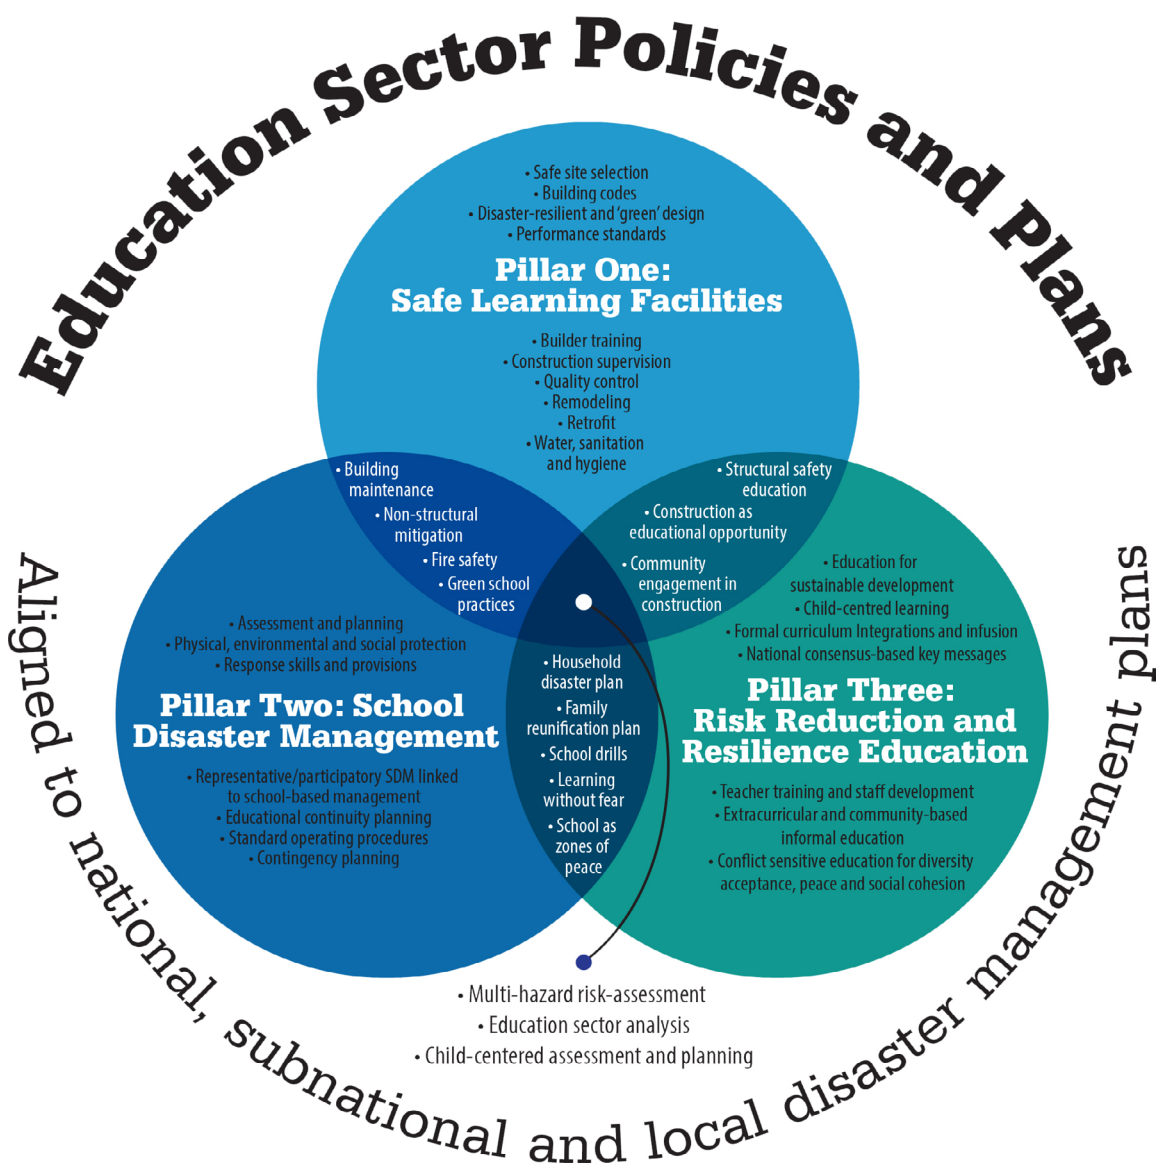 Education Sector Policies and Plans
• Safe site selection
• Building codes
• Disaster-resilient and ‘green’ design
• Performance standards
Pillar One:
Safe Learning Facilities
• Builder training
• Construction supervision
• Quality control
• Remodeling
• Retrofit
• Water, sanitation
and hygiene
• Building
maintenance
• Non-structural
mitigation
• Fire safety
• Green school
practices
• Structural safety
education
• Construction as
educational opportunity
• Community
engagement in
construction
• Assessment and planning
• Physical, environmental and social protection
• Response skills and provisions
Pillar Two: School
Disaster Management
• Representative/participatory SDM linked
to school-based management
• Educational continuity planning
• Standard operating procedures
• Contingency planning
• Household
disaster plan
• Family
reunification plan
• School drills
• Learning
without fear
• School as
zones of
peace
• Education for
sustainable development
• Child-centred learning
• Formal curriculum Integrations and infusion
• National consensus-based key messages
Pillar Three:
Risk Reduction and
Resilience Education
• Teacher training and staff development
• Extracurricular and community-based
informal education
• Conflict sensitive education for diversity
acceptance, peace and social cohesion
• Multi-hazard risk-assessment
• Education sector analysis
• Child-centered assessment and planning
Aligned to national, subnational and local disaster management plans